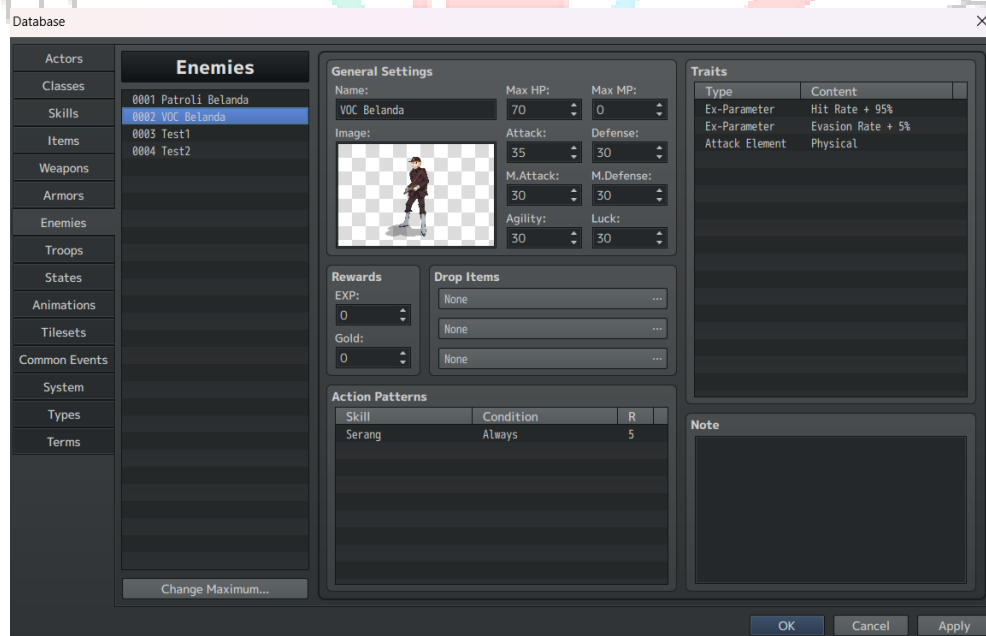 Database
Actors
Classes
Skills
Items
Weapons
Armors
Enemies
Troops
States
Animations
Tilesets
Common Events
System
Types
Terms
Enemies
0001 Patroli Belanda
0002 VOC Belanda
0003 Test1
0004 Test2
Change Maximum...
General Settings
Name: Max HP: Max MP:
VOC Belanda 70 0
Image: Attack: Defense:
35 30
M.Attack: M.Defense:
30 30
Agility: Luck:
30 30
Rewards
EXP:
0
Gold:
0
Drop Items
None ...
None ...
None ...
Action Patterns
Skill Condition R
Serang Always 5
Traits
Type Content
Ex-Parameter Hit Rate + 95%
Ex-Parameter Evasion Rate + 5%
Attack Element Physical
Note
OK Cancel Apply